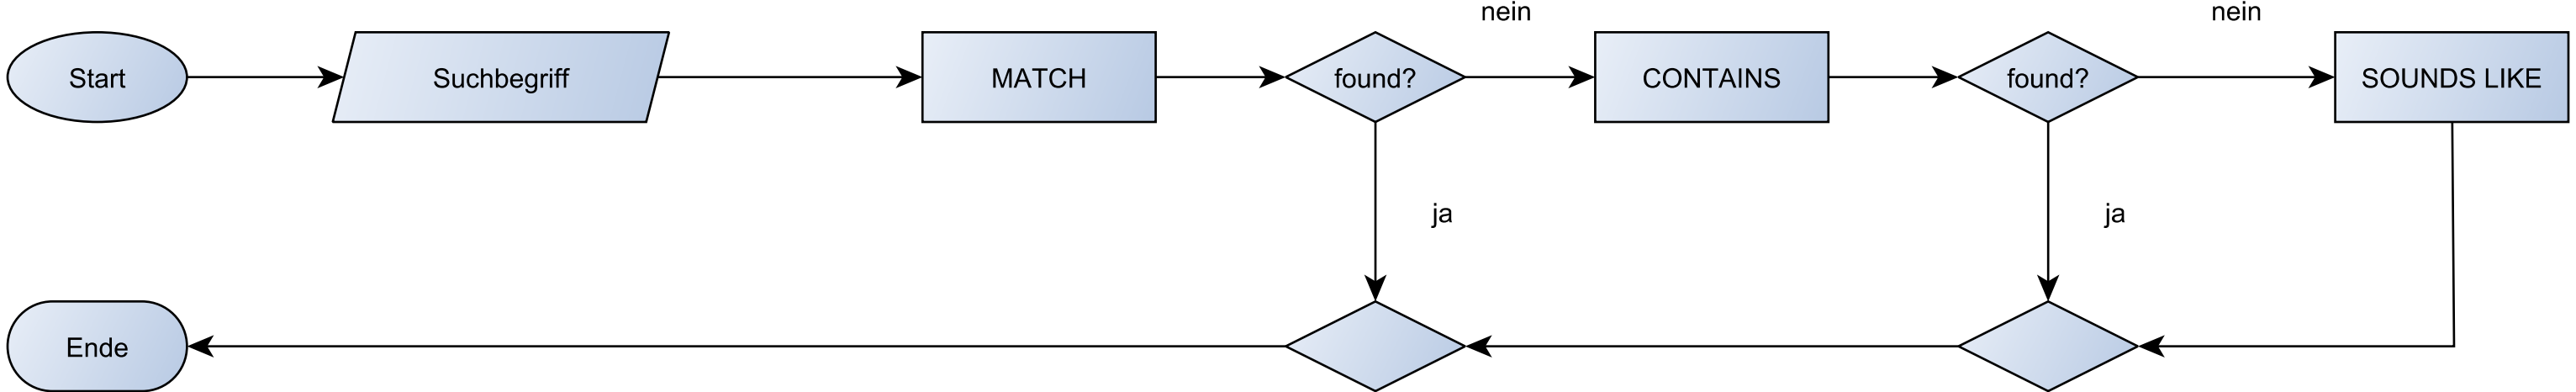 nein
nein
Start
Suchbegriff
MATCH
found?
CONTAINS
found?
SOUNDS LIKE
ja
ja
Ende